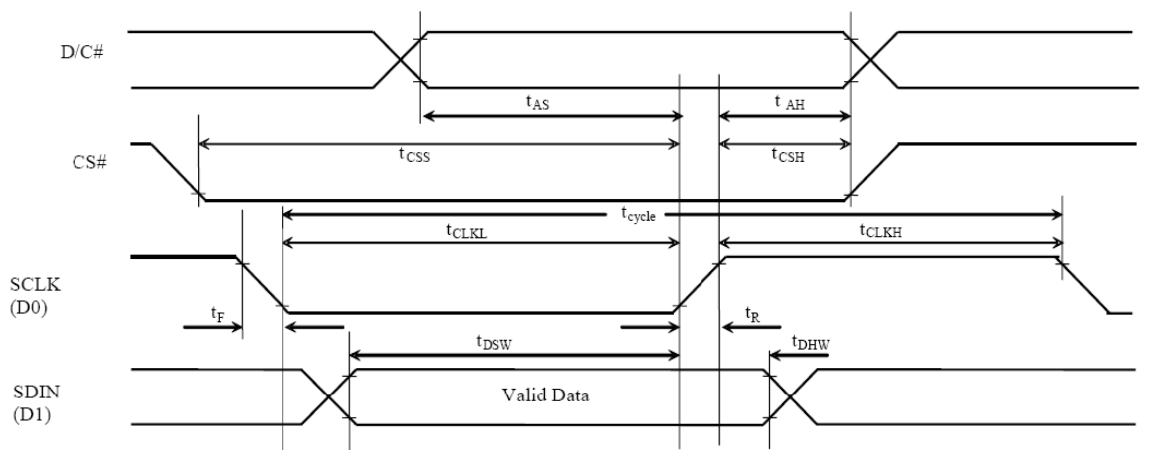 D/C#
tAS
tAH
CS#
tCSS
tCSH
tcycle
tCLKL
tCLKH
SCLK
(D0)
tF
tR
tDSW
tDHW
SDIN
(D1)
Valid Data